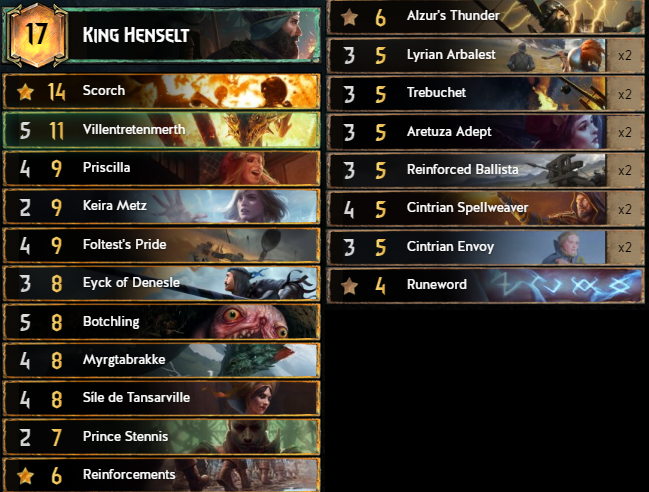 17 KING HENSELT
14 Scorch
5 11 Villentretenmerth
4 9 Priscilla
2 9 Keira Metz
4 9 Foltest's Pride
3 8 Eyck of Denesle
5 8 Botchling
4 8 Myrgtabrakke
4 8 Síle de Tansarville
2 7 Prince Stennis
6 Reinforcements
6 Alzur's Thunder
3 5 Lyrian Arbalest x2
3 5 Trebuchet x2
3 5 Aretuza Adept x2
3 5 Reinforced Ballista x2
4 5 Cintrian Spellweaver x2
3 5 Cintrian Envoy x2
4 Runeword